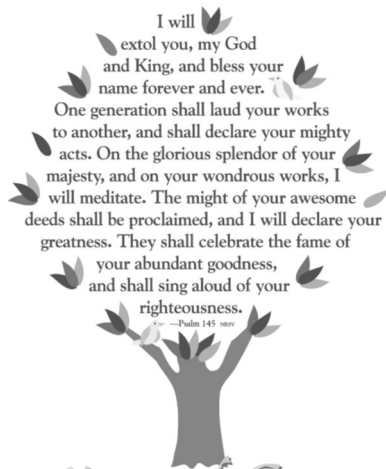 I will
extol you, my God
and King, and bless your
name forever and ever.
One generation shall laud your works
to another, and shall declare your mighty
acts. On the glorious splendor of your
majesty, and on your wondrous works, I
will meditate. The might of your awesome
deeds shall be proclaimed, and I will declare your
greatness. They shall celebrate the fame of
your abundant goodness,
and shall sing aloud of your
righteousness.
—Psalm 145 NRSV